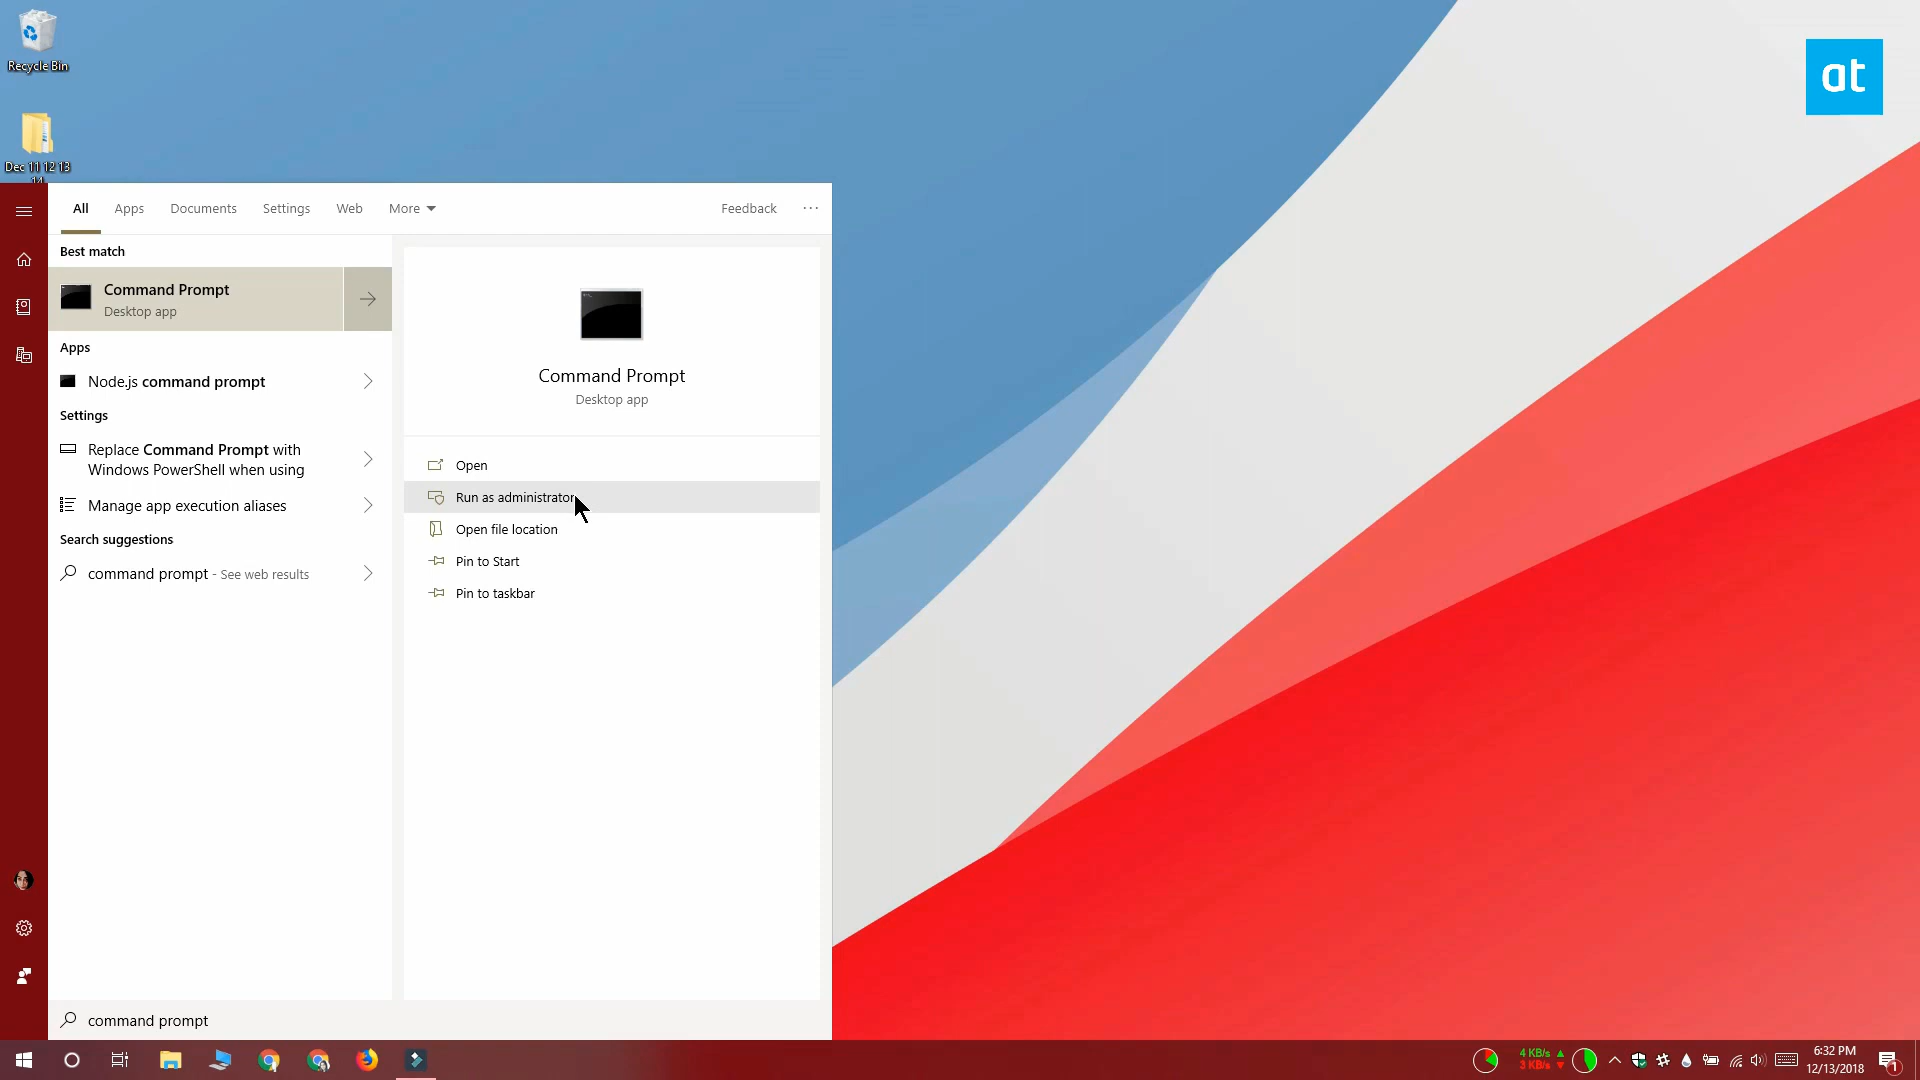 Recycle Bin
at
Dec 11 12 13
14
All
Apps
Documents
Settings
Web
More
Feedback
Best match
Command Prompt
Desktop app
Apps
Node.js command prompt
Settings
Replace Command Prompt with
Windows PowerShell when using
Manage app execution aliases
Search suggestions
command prompt - See web results
Command Prompt
Desktop app
Open
Run as administrator
Open file location
Pin to Start
Pin to taskbar
command prompt
4 KB/s
3 KB/s
6:32 PM
12/13/2018
1